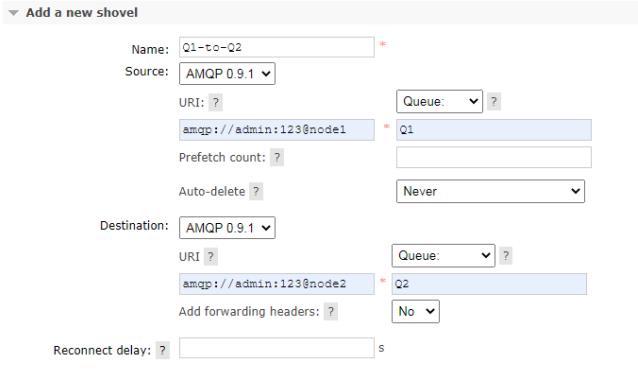 Add a new shovel
Name: Q1-to-Q2 *
Source: AMQP 0.9.1
URI: ? Queue: ?
amqp://admin:123@node1 * Q1
Prefetch count: ?
Auto-delete ? Never
Destination: AMQP 0.9.1
URI ? Queue: ?
amqp://admin:123@node2 * Q2
Add forwarding headers: ? No
Reconnect delay: ? s